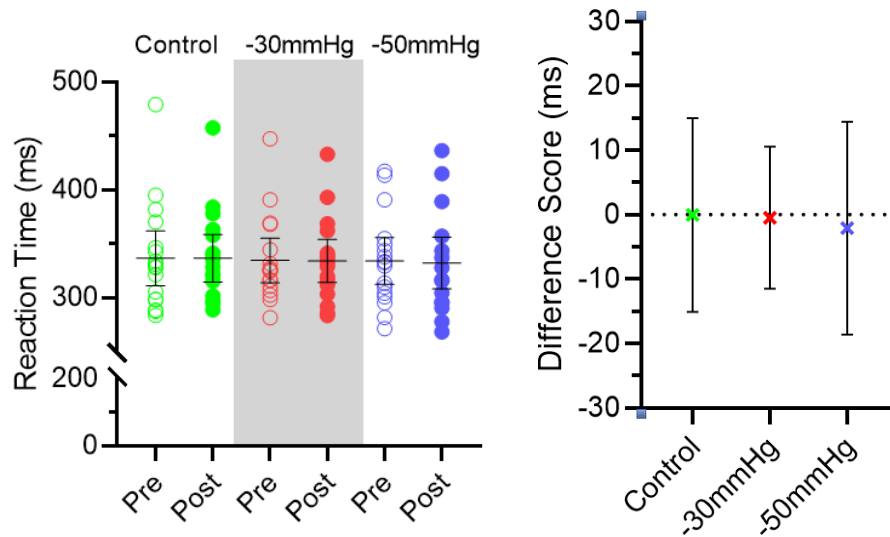 Control -30mmHg -50mmHg
Reaction Time (ms)
500
400
300
200
0
Pre Post Pre Post Pre Post
Difference Score (ms)
30
20
10
0
-10
-20
-30
Control -30mmHg -50mmHg